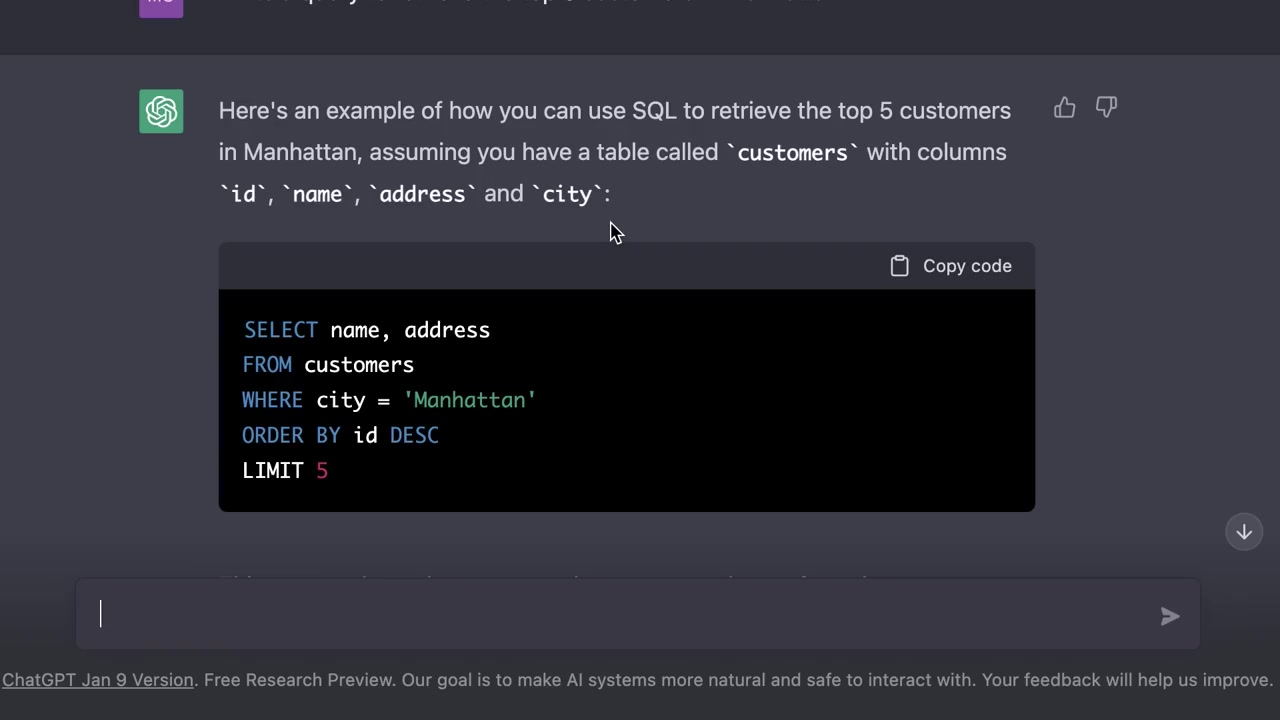 Here's an example of how you can use SQL to retrieve the top 5 customers
in Manhattan, assuming you have a table called `customers` with columns
`id`, `name`, `address` and `city`:
Copy code
SELECT name, address
FROM customers
WHERE city = 'Manhattan'
ORDER BY id DESC
LIMIT 5
ChatGPT Jan 9 Version. Free Research Preview. Our goal is to make AI systems more natural and safe to interact with. Your feedback will help us improve.